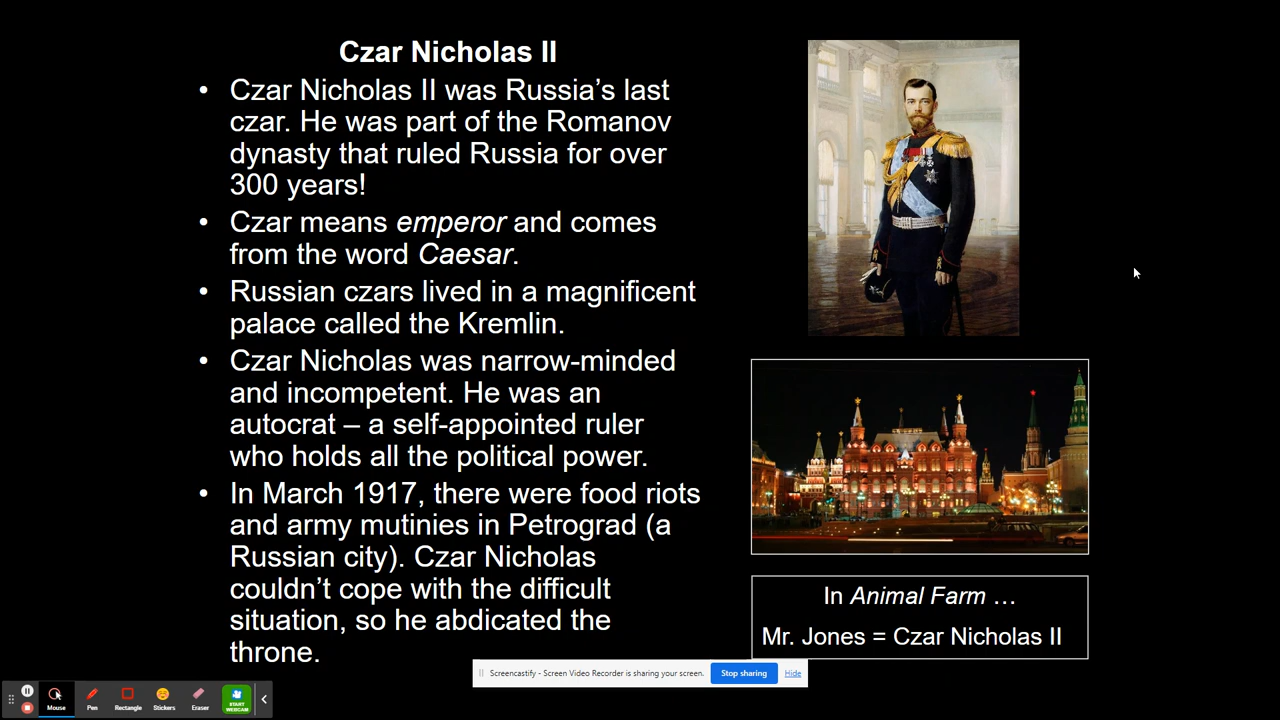 Czar Nicholas II
• Czar Nicholas II was Russia’s last
czar. He was part of the Romanov
dynasty that ruled Russia for over
300 years!
• Czar means emperor and comes
from the word Caesar.
• Russian czars lived in a magnificent
palace called the Kremlin.
• Czar Nicholas was narrow-minded
and incompetent. He was an
autocrat – a self-appointed ruler
who holds all the political power.
• In March 1917, there were food riots
and army mutinies in Petrograd (a
Russian city). Czar Nicholas
couldn’t cope with the difficult
situation, so he abdicated the
throne.
In Animal Farm …
Mr. Jones = Czar Nicholas II
Screencastify - Screen Video Recorder is sharing your screen. Stop sharing Hide
Mouse Pen Rectangle Stickers Eraser START WEBCAM